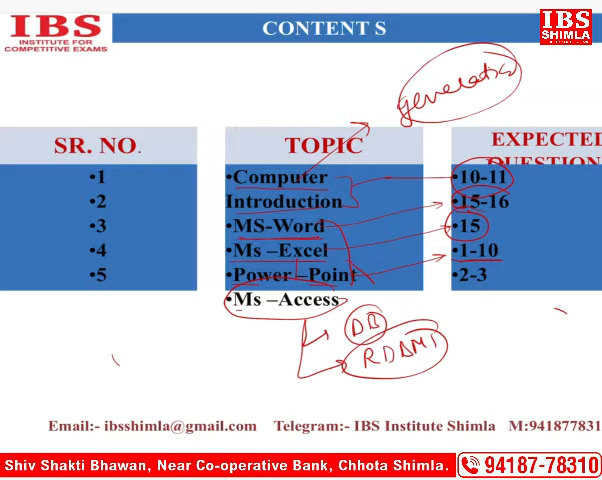 IBS
INSTITUTE FOR
COMPETITIVE EXAMS
CONTENT S
IBS
SHIMLA
generation
SR. NO.
TOPIC
EXPECTED
QUESTION
•1
•Computer
•10-11
•2
Introduction
•15-16
•3
•MS-Word
•15
•4
•Ms –Excel
•1-10
•5
•Power –Point
•2-3
•Ms –Access
DB
RDBMS
Email:- ibsshimla@gmail.com Telegram:- IBS Institute Shimla M:941877831
Shiv Shakti Bhawan, Near Co-operative Bank, Chhota Shimla. 94187-78310